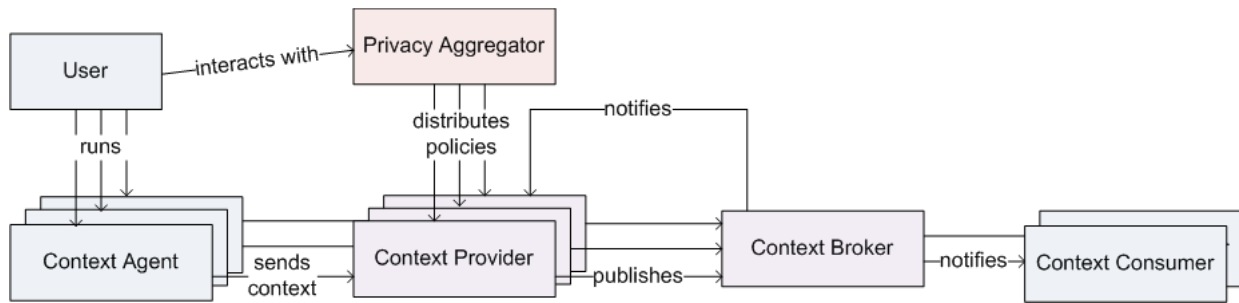 User
interacts with
Privacy Aggregator
runs
distributes
policies
notifies
Context Agent
sends
context
Context Provider
publishes
Context Broker
notifies
Context Consumer